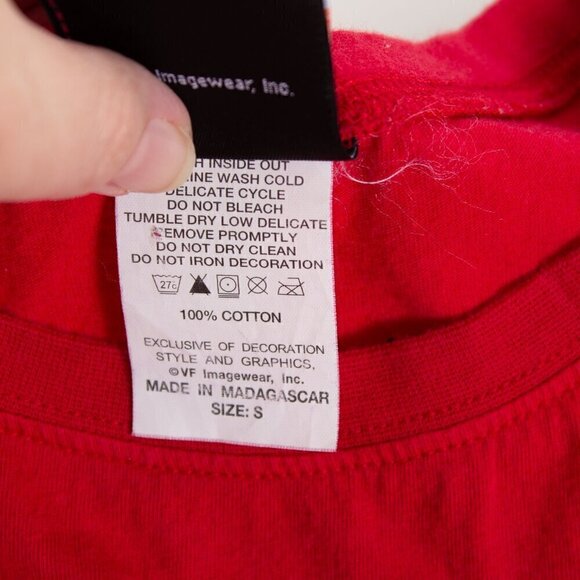 Imagewear, Inc.
INSIDE OUT
WASH COLD
DELICATE CYCLE
DO NOT BLEACH
TUMBLE DRY LOW DELICATE
REMOVE PROMPTLY
DO NOT DRY CLEAN
DO NOT IRON DECORATION
27c
100% COTTON
EXCLUSIVE OF DECORATION
STYLE AND GRAPHICS.
©VF Imagewear, Inc.
MADE IN MADAGASCAR
SIZE: S